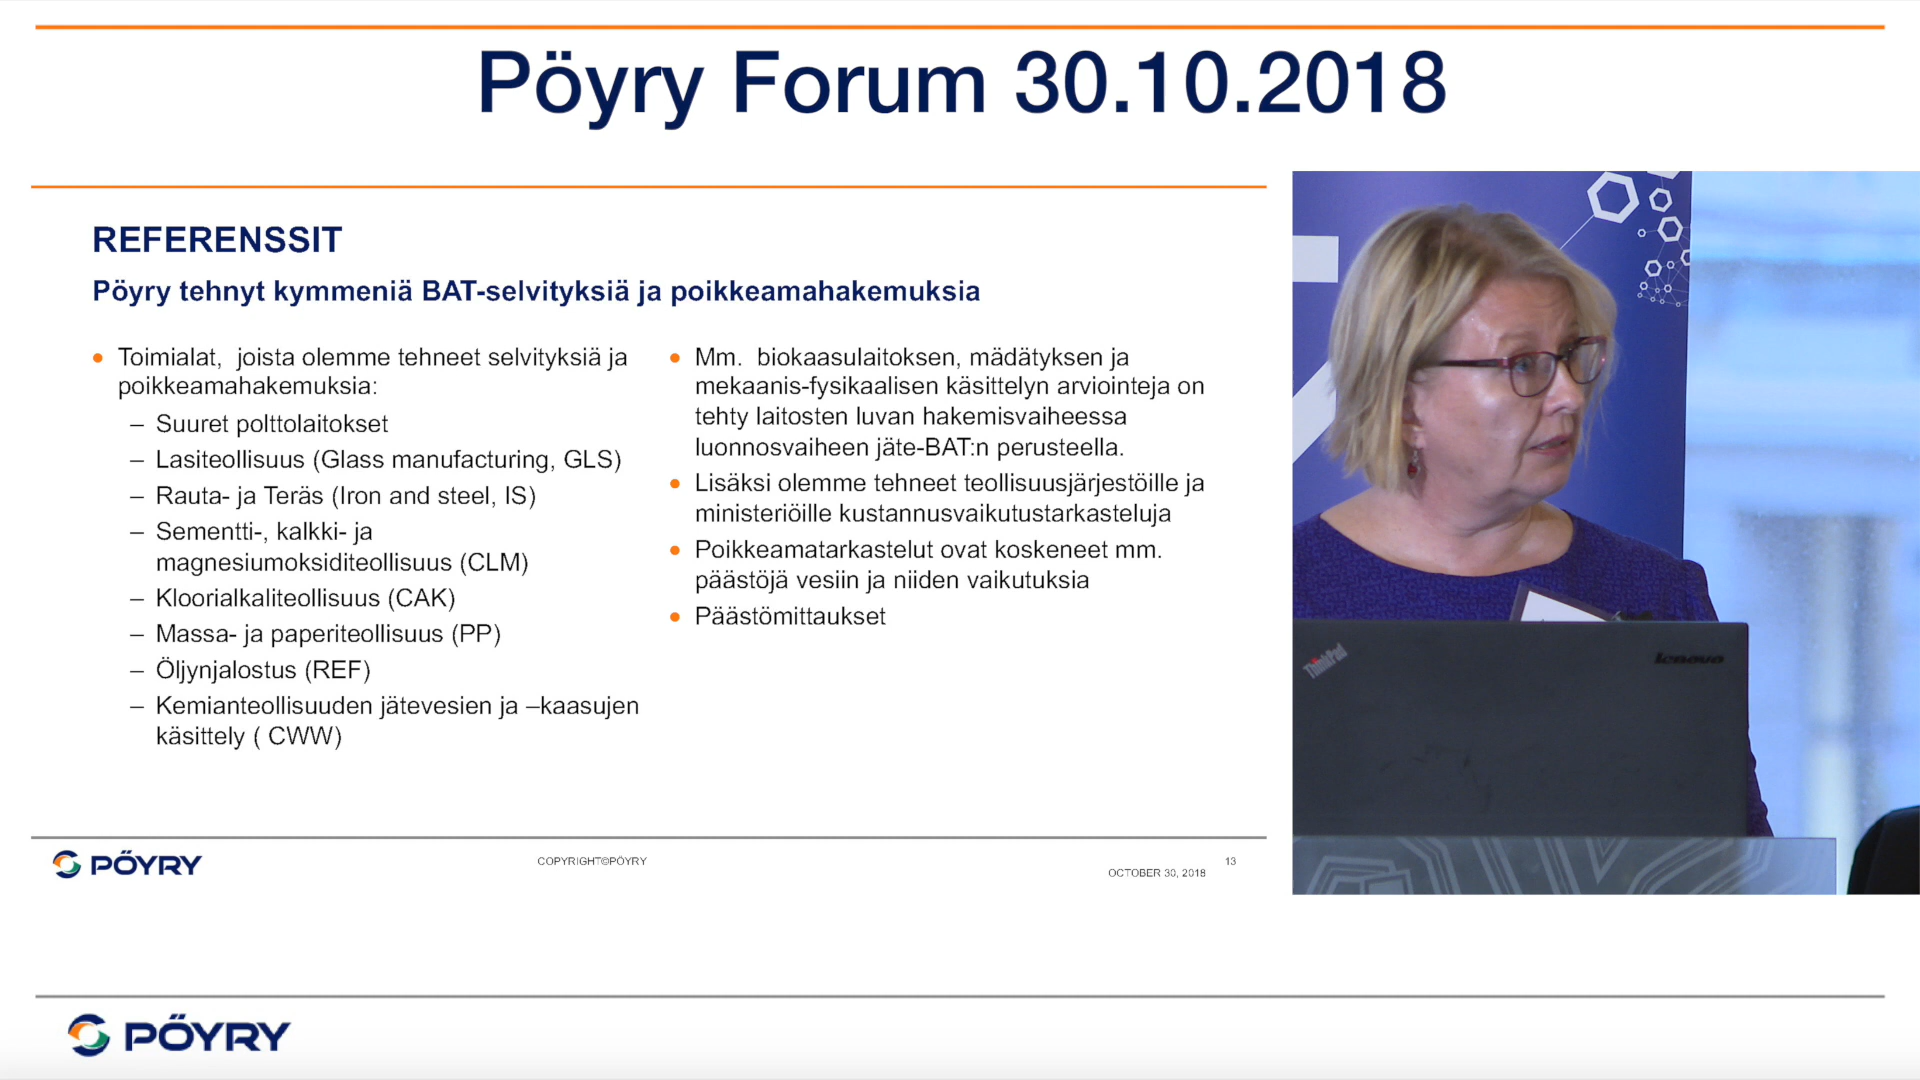 Pöyry Forum 30.10.2018
REFERENSSIT
Pöyry tehnyt kymmeniä BAT-selvityksiä ja poikkeamahakemuksia
• Toimialat, joista olemme tehneet selvityksiä ja
poikkeamahakemuksia:
– Suuret polttolaitokset
– Lasiteollisuus (Glass manufacturing, GLS)
– Rauta- ja Teräs (Iron and steel, IS)
– Sementti-, kalkki- ja
magnesiumoksiditeollisuus (CLM)
– Kloorialkaliteollisuus (CAK)
– Massa- ja paperiteollisuus (PP)
– Öljynjalostus (REF)
– Kemianteollisuuden jätevesien ja –kaasujen
käsittely ( CWW)
• Mm. biokaasulaitoksen, mädätyksen ja
mekaanis-fysikaalisen käsittelyn arviointeja on
tehty laitosten luvan hakemisvaiheessa
luonnosvaiheen jäte-BAT:n perusteella.
• Lisäksi olemme tehneet teollisuusjärjestöille ja
ministeriöille kustannusvaikutustarkasteluja
• Poikkeamatarkastelut ovat koskeneet mm.
päästöjä vesiin ja niiden vaikutuksia
• Päästömittaukset
PÖYRY
COPYRIGHT©PÖYRY
13
OCTOBER 30, 2018
ThinkPad
lenovo
PÖYRY